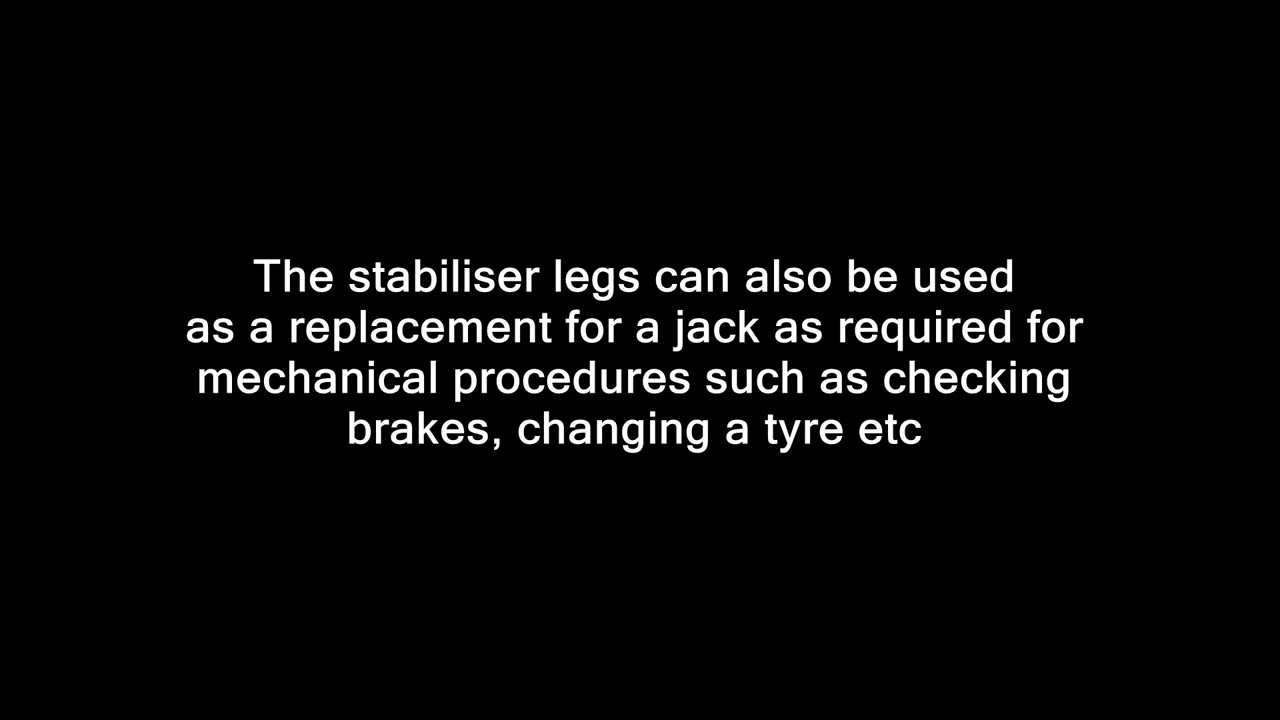 The stabiliser legs can also be used
as a replacement for a jack as required for
mechanical procedures such as checking
brakes, changing a tyre etc